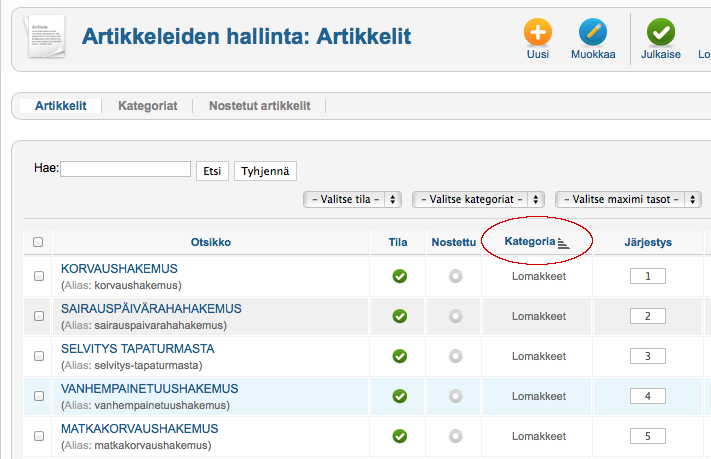 Artikkeleiden hallinta: Artikkelit
Uusi Muokkaa Julkaise Lo
Artikkelit Kategoriat Nostetut artikkelit
Hae: Etsi Tyhjennä
– Valitse tila – – Valitse kategoriat – – Valitse maximi tasot –
Otsikko Tila Nostettu Kategoria Järjestys
KORVAUSHAKEMUS Lomakkeet 1
(Alias: korvaushakemus)
SAIRAUSPÄIVÄRAHAHAKEMUS Lomakkeet 2
(Alias: sairauspaivarahahakemus)
SELVITYS TAPATURMASTA Lomakkeet 3
(Alias: selvitys-tapaturmasta)
VANHEMPAINETUUSHAKEMUS Lomakkeet 4
(Alias: vanhempainetuushakemus)
MATKAKORVAUSHAKEMUS Lomakkeet 5
(Alias: matkakorvaushakemus)